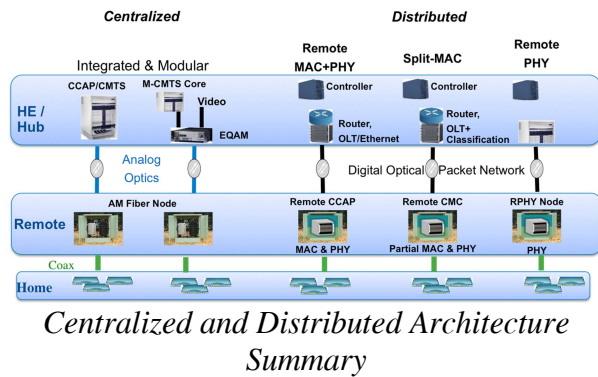 Centralized
Distributed
Integrated & Modular
Remote
MAC+PHY
Split-MAC
Remote
PHY
CCAP/CMTS
M-CMTS Core
Video
EQAM
Controller
Controller
HE /
Hub
Router,
OLT/Ethernet
Router,
OLT+
Classification
Analog
Optics
Digital Optical
Packet Network
Remote
AM Fiber Node
Remote CCAP
Remote CMC
RPHY Node
MAC & PHY
Partial MAC & PHY
PHY
Coax
Home
Centralized and Distributed Architecture
Summary